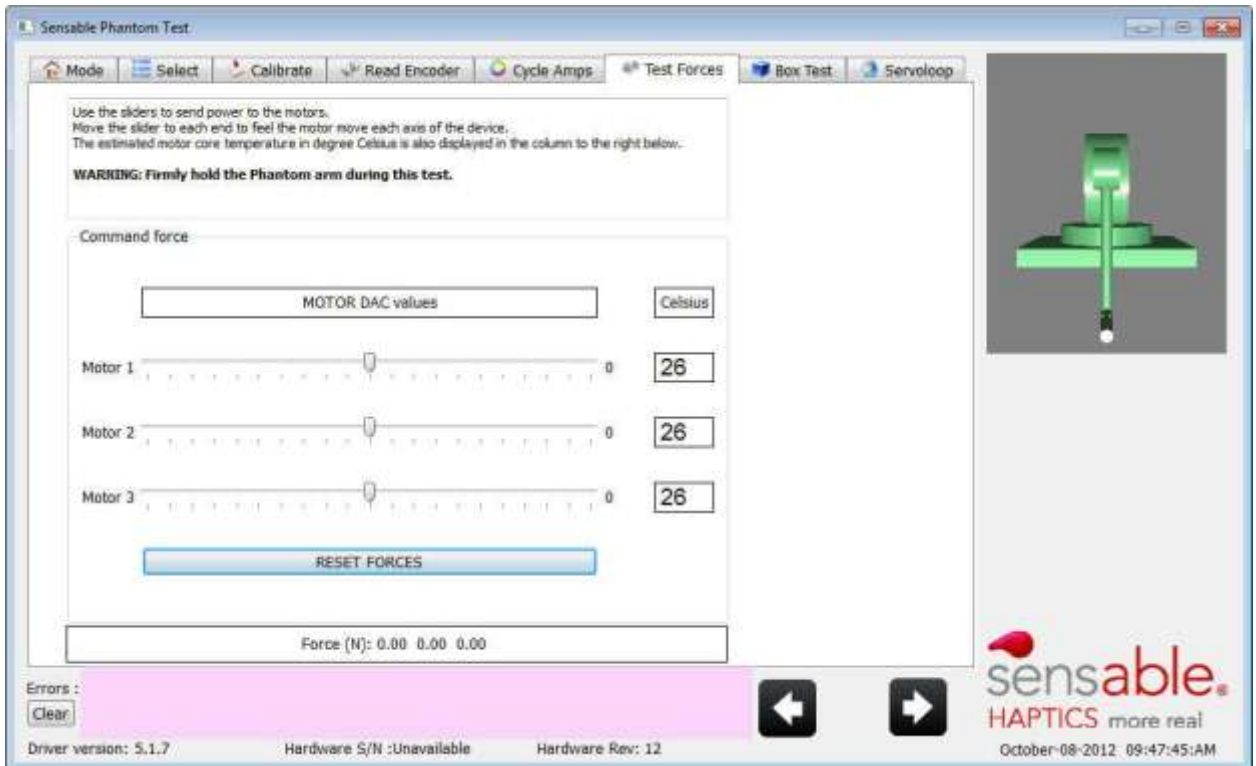 Sensable Phantom Test
Mode Select Calibrate Read Encoder Cycle Amps Test Forces Box Test Servoloop
Use the sliders to send power to the motors.
Move the slider to each end to feel the motor move each axis of the device.
The estimated motor core temperature in degree Celsius is also displayed in the column to the right below.
WARNING: Firmly hold the Phantom arm during this test.
Command force
MOTOR DAC values Celsius
Motor 1 0 26
Motor 2 0 26
Motor 3 0 26
RESET FORCES
Force (N): 0.00 0.00 0.00
Errors :
Clear
sensable®
HAPTICS more real
Driver version: 5.1.7 Hardware S/N :Unavailable Hardware Rev: 12 October-08-2012 09:47:45:AM